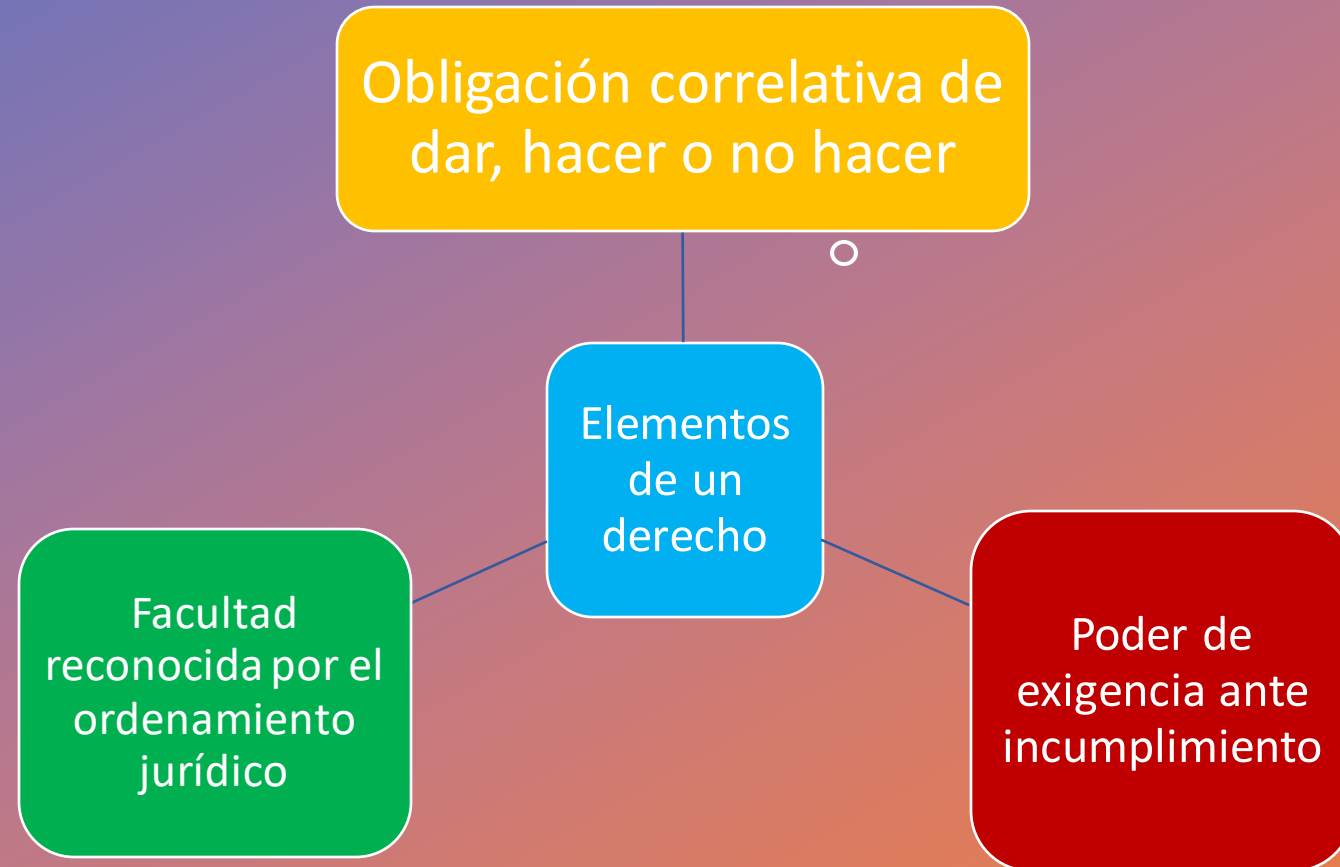 Obligación correlativa de
dar, hacer o no hacer
Elementos
de un
derecho
Facultad
reconocida por el
ordenamiento
jurídico
Poder de
exigencia ante
incumplimiento